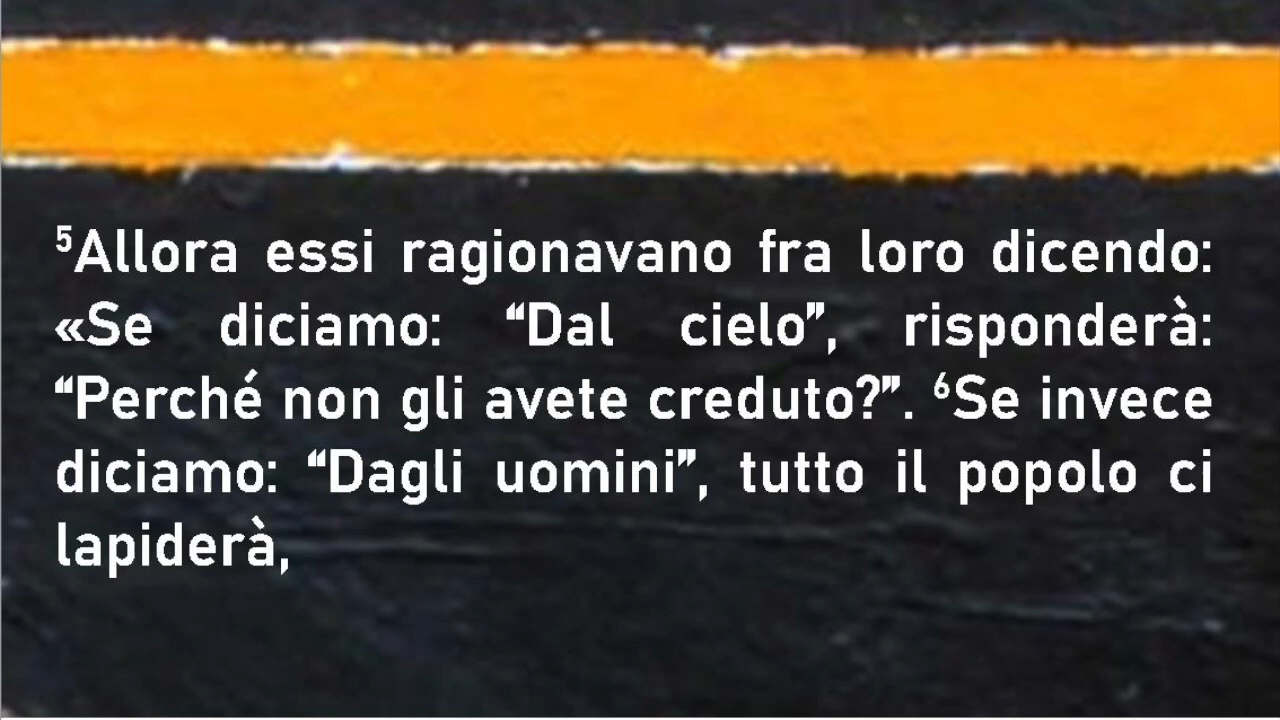 ⁵Allora essi ragionavano fra loro dicendo:
«Se diciamo: “Dal cielo”, risponderà:
“Perché non gli avete creduto?”. ⁶Se invece
diciamo: “Dagli uomini”, tutto il popolo ci
lapiderà,